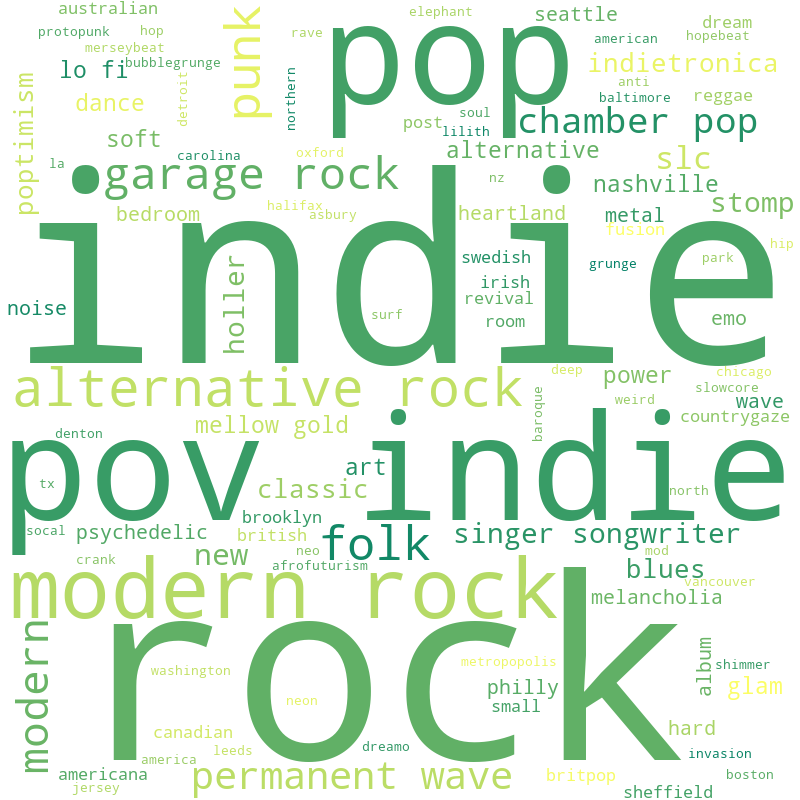 australian
elephant
seattle
dream
protopunk
hop
rave
pop
american
hopebeat
merseybeat
punk
lo fi
bubblegrunge
indietronica
anti
poptimism
dance
detroit
northern
baltimore
reggae
soft
post
soul
lilith
chamber pop
la
carolina
oxford
alternative
slc
garage rock
nz
nashville
stomp
bedroom
halifax
asbury
heartland
metal
fusion
hip
indie
holler
swedish
grunge
park
irish
noise
revival
surf
room
emo
alternative rock
deep
power
chicago
slowcore
weird
wave
baroque
countrygaze
mellow gold
denton
pov indie
art
tx
classic
north
socal
psychedelic
brooklyn
british
folk
singer songwriter
new
neo
mod
crank
afrofuturism
blues
vancouver
modern rock
melancholia
modern
rock
washington
metropopolis
album
shimmer
neon
philly
small
glam
canadian
hard
leeds
dreamo
invasion
america
americana
permanent wave
britpop
boston
jersey
sheffield